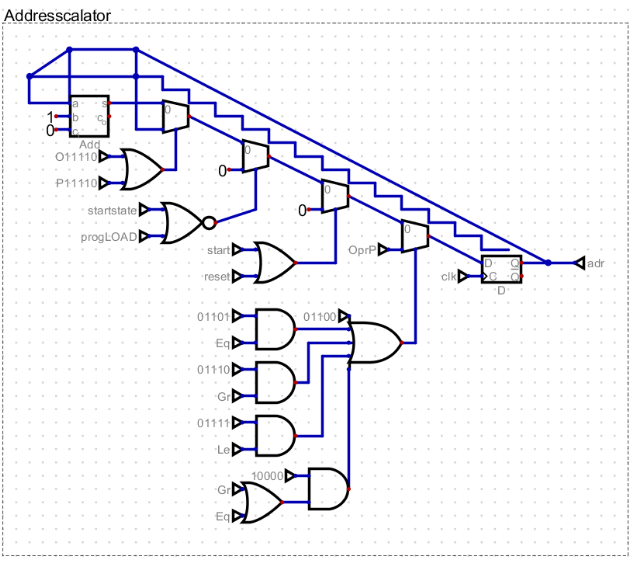 Addresscalator
a
s
0
1
b
c
0
c
0
i
Add
O11110
P11110
0
startstate
progLOAD
0
0
start
reset
0
OprP
D
Q
adr
clk
C
Q
D
01101
01100
Eq
01110
Gr
01111
Le
10000
Gr
Eq